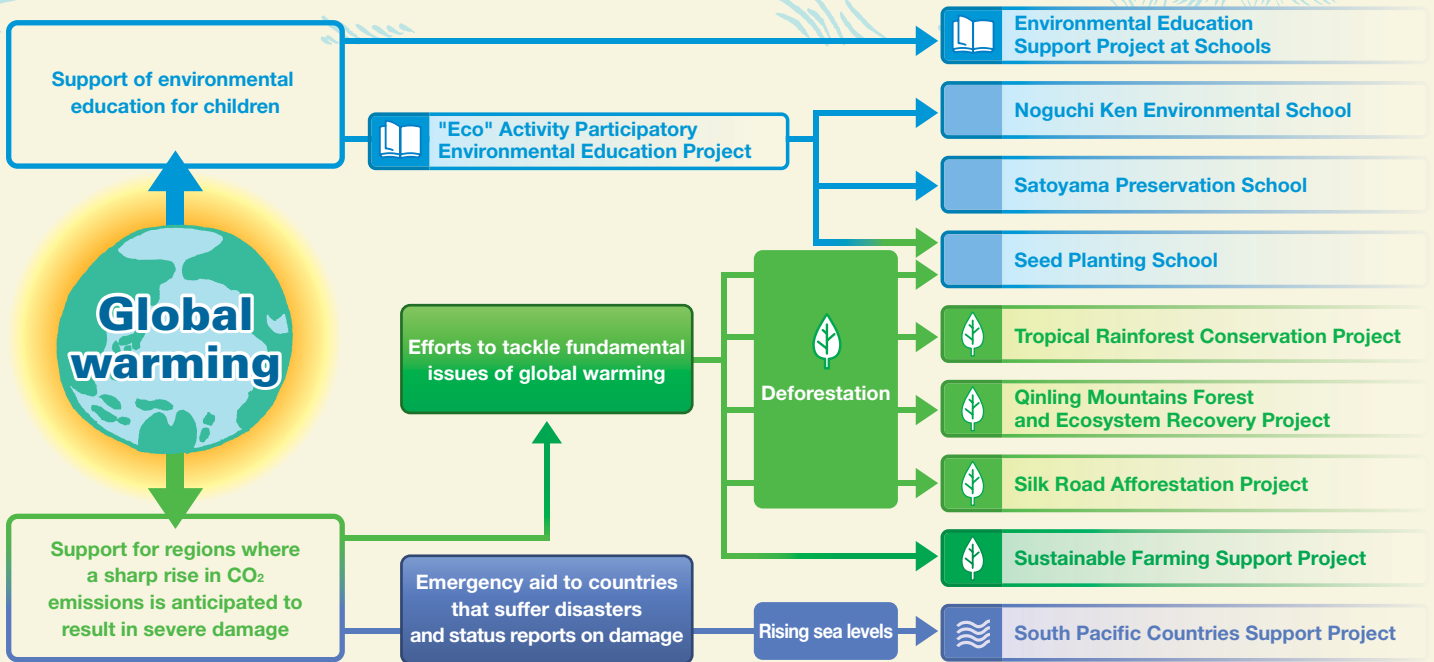 Support of environmental
education for children
"Eco" Activity Participatory
Environmental Education Project
Environmental Education
Support Project at Schools
Noguchi Ken Environmental School
Satoyama Preservation School
Seed Planting School
Global
warming
Efforts to tackle fundamental
issues of global warming
Deforestation
Tropical Rainforest Conservation Project
Qinling Mountains Forest
and Ecosystem Recovery Project
Silk Road Afforestation Project
Sustainable Farming Support Project
Support for regions where
a sharp rise in CO₂
emissions is anticipated to
result in severe damage
Emergency aid to countries
that suffer disasters
and status reports on damage
Rising sea levels
South Pacific Countries Support Project